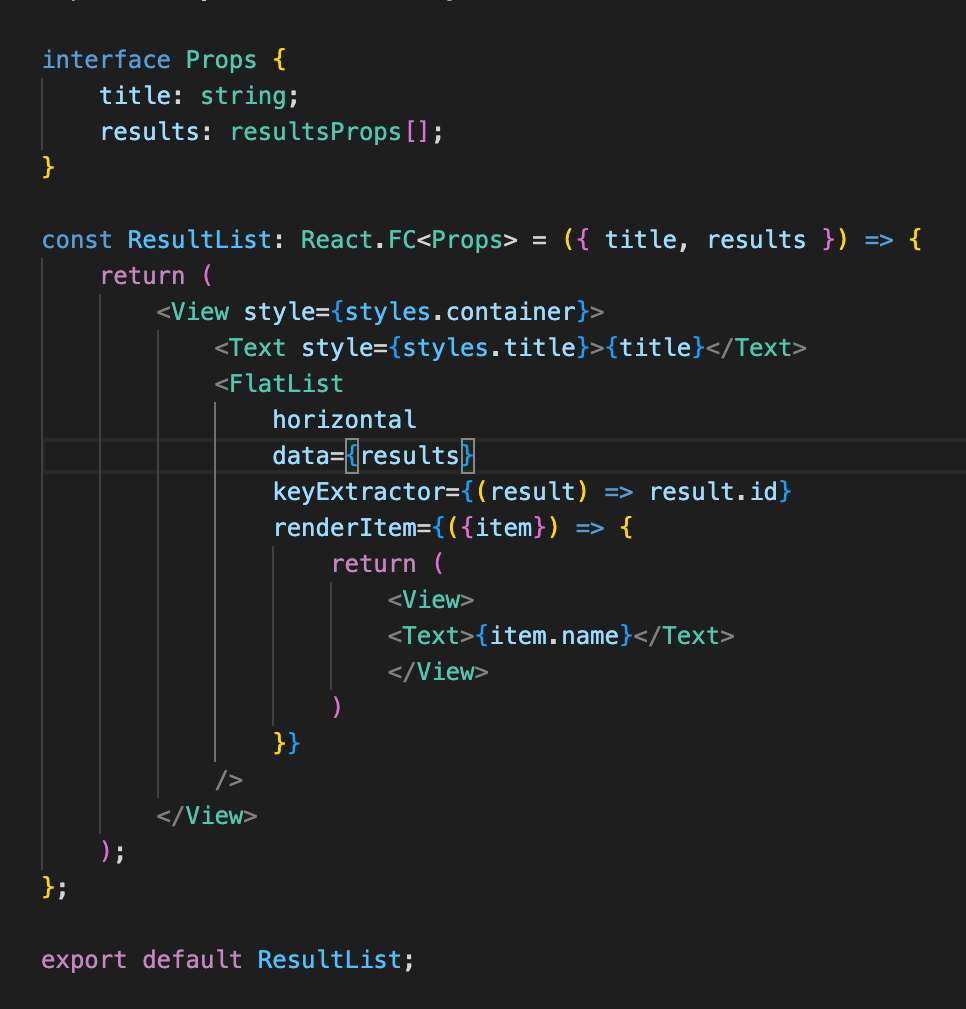 interface Props {
    title: string;
    results: resultsProps[];
}
const ResultList: React.FC<Props> = ({ title, results }) => {
    return (
        <View style={styles.container}>
            <Text style={styles.title}>{title}</Text>
            <FlatList
                horizontal
                data={results}
                keyExtractor={(result) => result.id}
                renderItem={({item}) => {
                    return (
                        <View>
                        <Text>{item.name}</Text>
                        </View>
                    )
                }}
            />
        </View>
    );
};
export default ResultList;